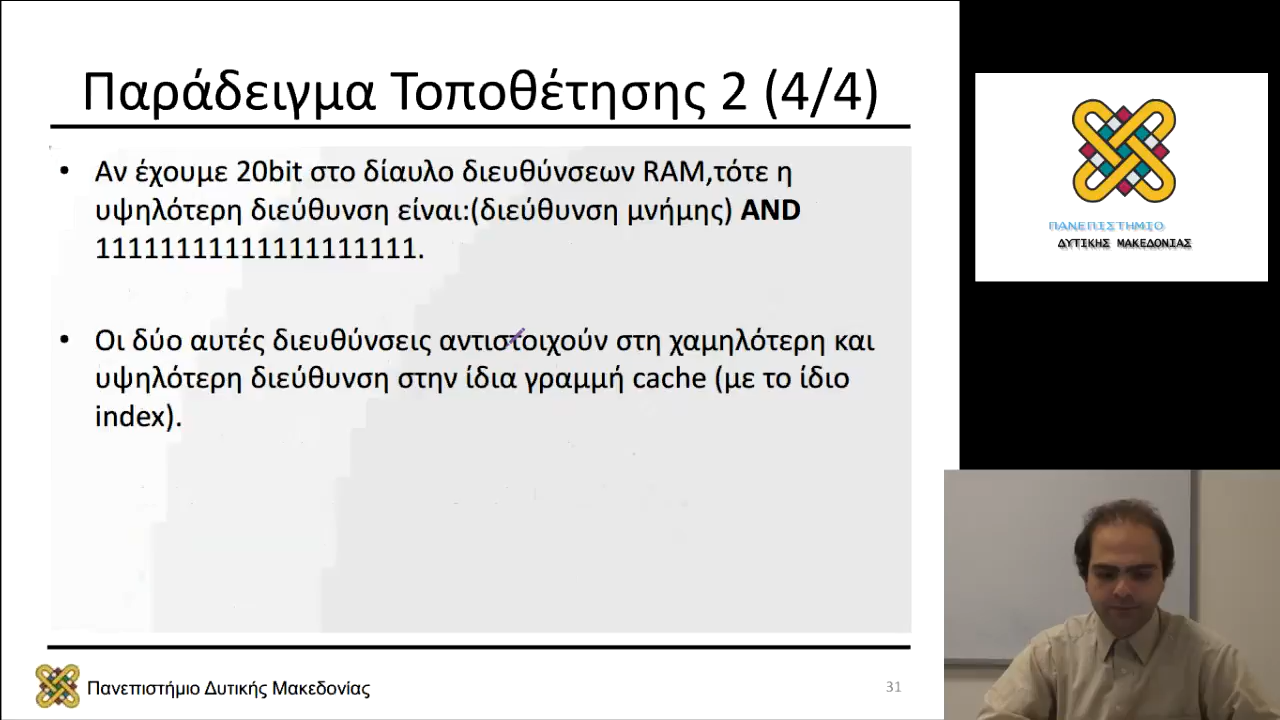 Παράδειγμα Τοποθέτησης 2 (4/4)
• Αν έχουμε 20bit στο δίαυλο διευθύνσεων RAM,τότε η
υψηλότερη διεύθυνση είναι:(διεύθυνση μνήμης) AND
11111111111111111111.
• Οι δύο αυτές διευθύνσεις αντιστοιχούν στη χαμηλότερη και
υψηλότερη διεύθυνση στην ίδια γραμμή cache (με το ίδιο
index).
Πανεπιστήμιο Δυτικής Μακεδονίας
31
ΠΑΝΕΠΙΣΤΗΜΙΟ
ΔΥΤΙΚΗΣ ΜΑΚΕΔΟΝΙΑΣ